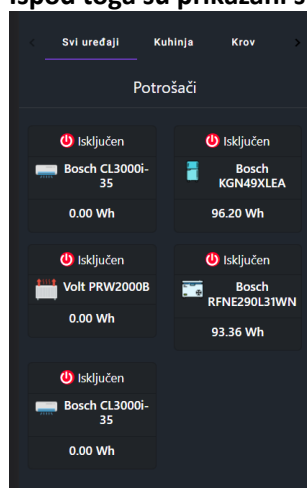 Ispod toga su prikazani s
Svi uređaji Kuhinja Krov
Potrošači
Isključen
Bosch CL3000i-
35
0.00 Wh
Isključen
Bosch
KGN49XLEA
96.20 Wh
Isključen
Volt PRW2000B
0.00 Wh
Isključen
Bosch
RFNE290L31WN
93.36 Wh
Isključen
Bosch CL3000i-
35
0.00 Wh